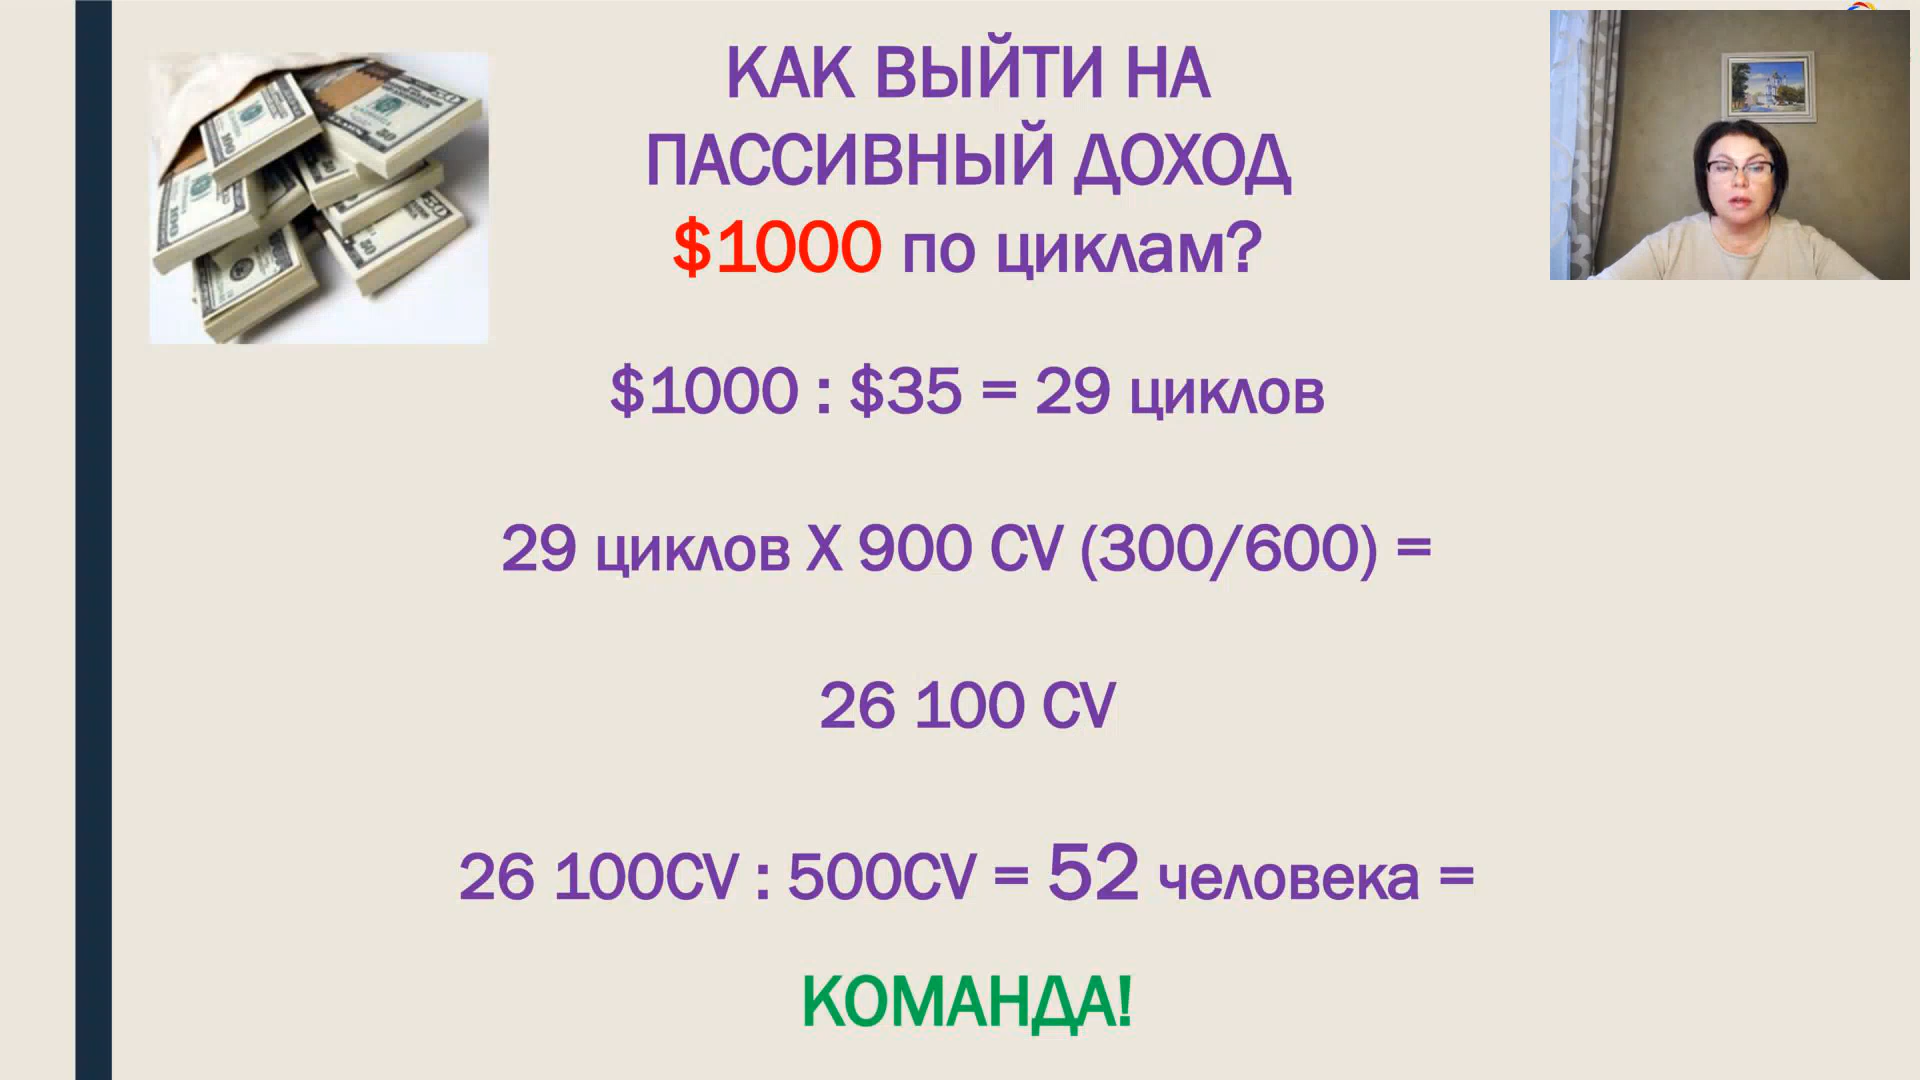 КАК ВЫЙТИ НА
ПАССИВНЫЙ ДОХОД
$1000 по циклам?
$1000 : $35 = 29 циклов
29 циклов Х 900 CV (300/600) =
26 100 CV
26 100CV : 500CV = 52 человека =
КОМАНДА!